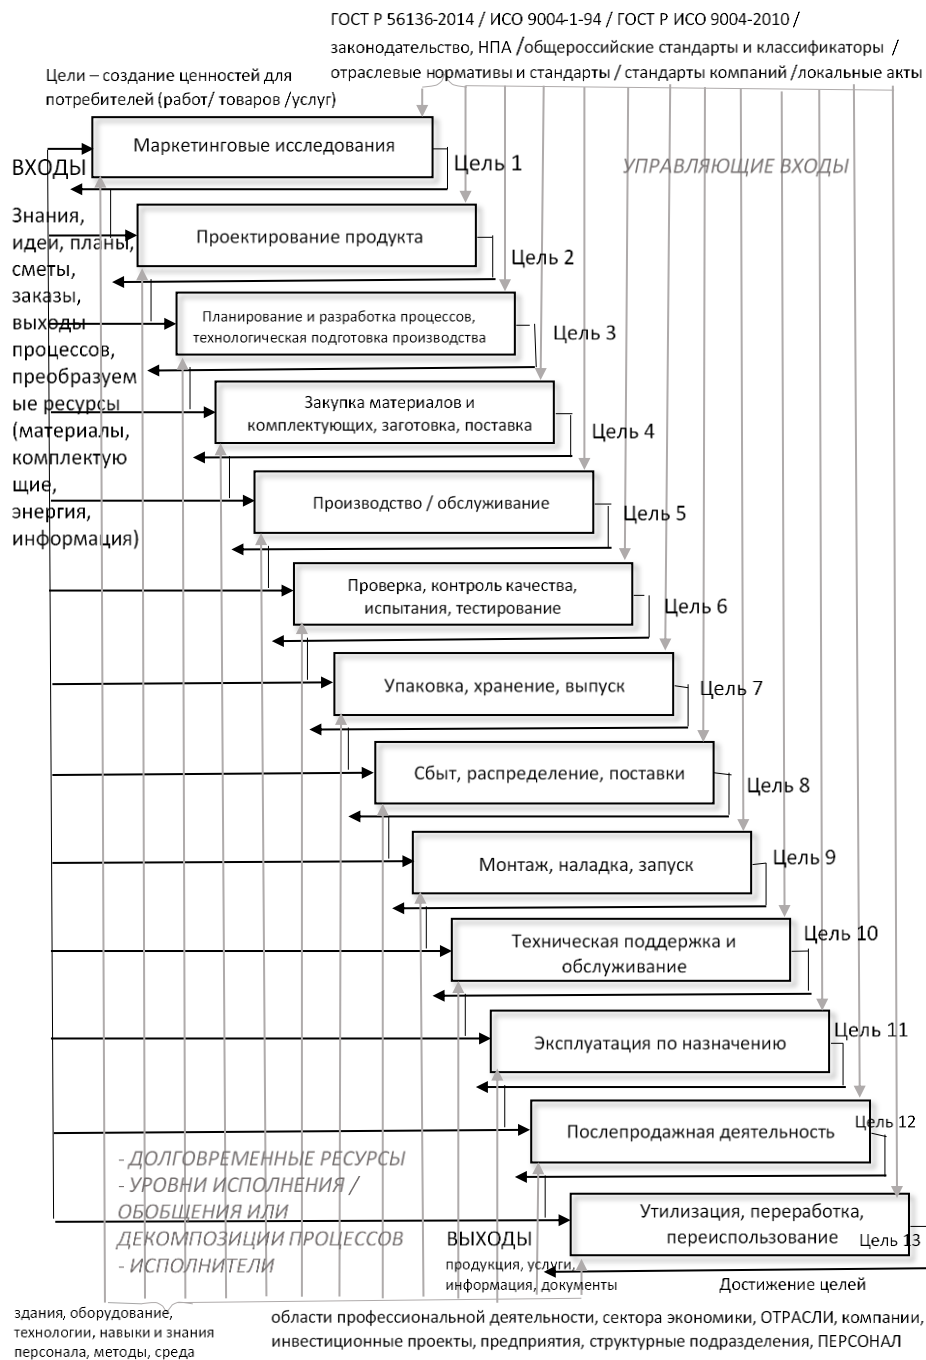 ГОСТ Р 56136-2014 / ИСО 9004-1-94 / ГОСТ Р ИСО 9004-2010 /
законодательство, НПА /общероссийские стандарты и классификаторы /
отраслевые нормативы и стандарты / стандарты компаний /локальные акты
Цели – создание ценностей для
потребителей (работ/ товаров /услуг)
Маркетинговые исследования
Цель 1
УПРАВЛЯЮЩИЕ ВХОДЫ
ВХОДЫ
Знания,
идеи, планы,
сметы,
заказы,
выходы
процессов,
преобразуем
ые ресурсы
(материалы,
комплектую
щие,
энергия,
информация)
Проектирование продукта
Цель 2
Планирование и разработка процессов,
технологическая подготовка производства
Цель 3
Закупка материалов и
комплектующих, заготовка, поставка
Цель 4
Производство / обслуживание
Цель 5
Проверка, контроль качества,
испытания, тестирование
Цель 6
Упаковка, хранение, выпуск
Цель 7
Сбыт, распределение, поставки
Цель 8
Монтаж, наладка, запуск
Цель 9
Техническая поддержка и
обслуживание
Цель 10
Эксплуатация по назначению
Цель 11
Послепродажная деятельность
Цель 12
Утилизация, переработка,
переиспользование
Цель 13
- ДОЛГОВРЕМЕННЫЕ РЕСУРСЫ
- УРОВНИ ИСПОЛНЕНИЯ /
ОБОБЩЕНИЯ ИЛИ
ДЕКОМПОЗИЦИИ ПРОЦЕССОВ
- ИСПОЛНИТЕЛИ
ВЫХОДЫ
продукция, услуги,
информация, документы
Достижение целей
здания, оборудование,
технологии, навыки и знания
персонала, методы, среда
области профессиональной деятельности, сектора экономики, ОТРАСЛИ, компании,
инвестиционные проекты, предприятия, структурные подразделения, ПЕРСОНАЛ